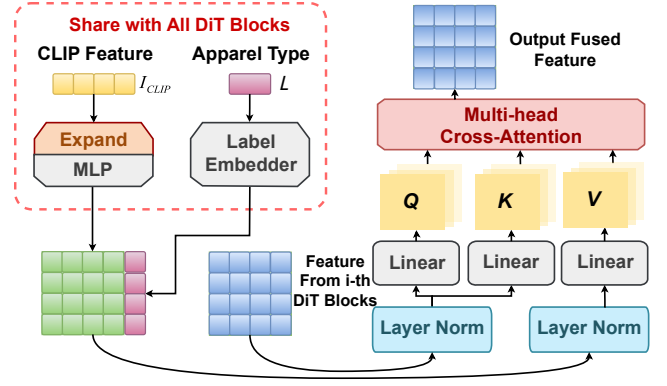 Share with All DiT Blocks
CLIP Feature
Apparel Type
I_CLIP
L
Expand
MLP
Label
Embedder
Output Fused
Feature
Multi-head
Cross-Attention
Q
K
V
Linear
Linear
Linear
Feature
From i-th
DiT Blocks
Layer Norm
Layer Norm